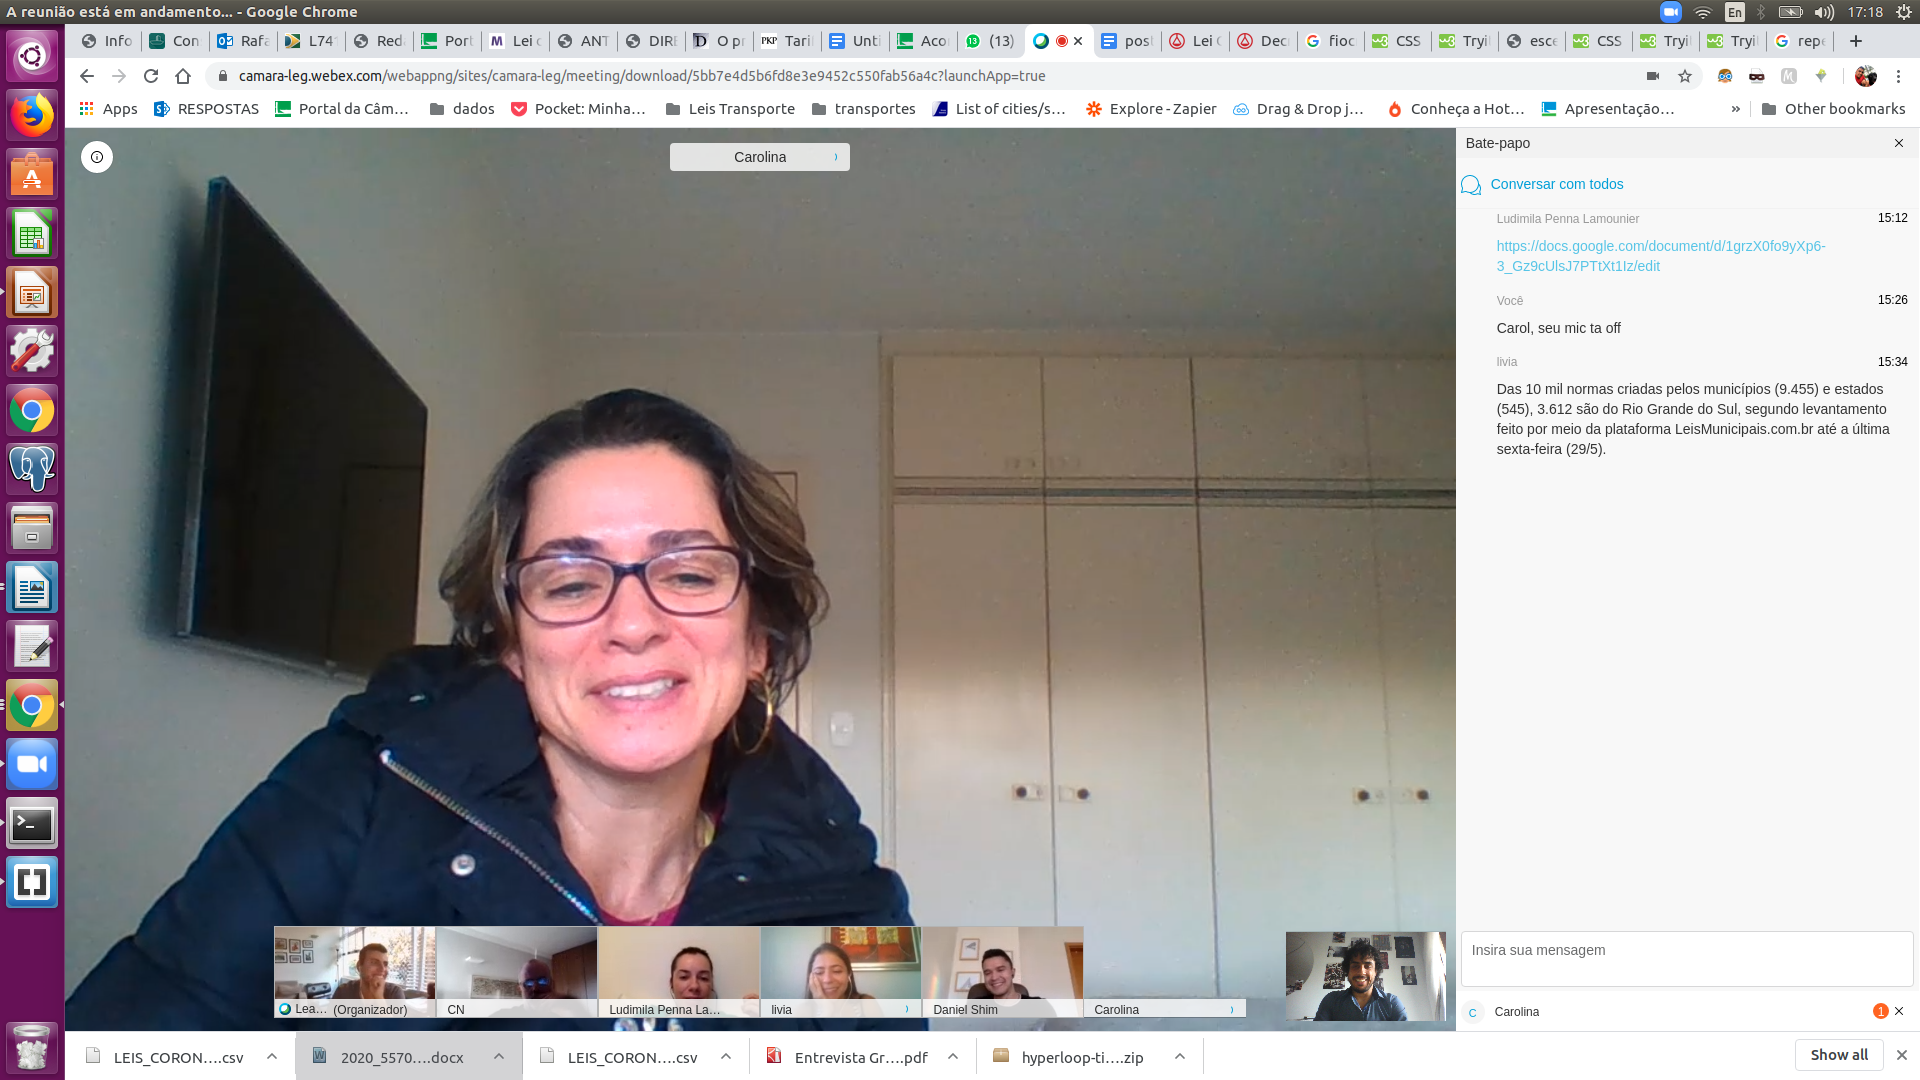 A reunião está em andamento... - Google Chrome
En
17:18
Info
Con
Rafa
L74
Red
Port
Lei
ANT
DIRE
O p
PKP Tarif
Unti
Acor
(13)
post
Lei
Decr
fioc
CSS
Tryi
esce
CSS
Tryi
Tryi
repe
camara-leg.webex.com/webappng/sites/camara-leg/meeting/download/5bb7e4d5b6fd8e3e9452c550fab56a4c?launchApp=true
Apps
RESPOSTAS
Portal da Câm…
dados
Pocket: Minha…
Leis Transporte
transportes
List of cities/s…
Explore - Zapier
Drag & Drop j…
Conheça a Hot…
Apresentação…
»
Other bookmarks
Carolina
Bate-papo
Conversar com todos
Ludimila Penna Lamounier 15:12
https://docs.google.com/document/d/1grzX0fo9yXp6-
3_Gz9cUlsJ7PTtXt1Iz/edit
Você 15:26
Carol, seu mic ta off
livia 15:34
Das 10 mil normas criadas pelos municípios (9.455) e estados
(545), 3.612 são do Rio Grande do Sul, segundo levantamento
feito por meio da plataforma LeisMunicipais.com.br até a última
sexta-feira (29/5).
Insira sua mensagem
C Carolina 1
Lea… (Organizador)
CN
Ludimila Penna La…
livia
Daniel Shim
Carolina
LEIS_CORON….csv
2020_5570….docx
LEIS_CORON….csv
Entrevista Gr….pdf
hyperloop-ti….zip
Show all